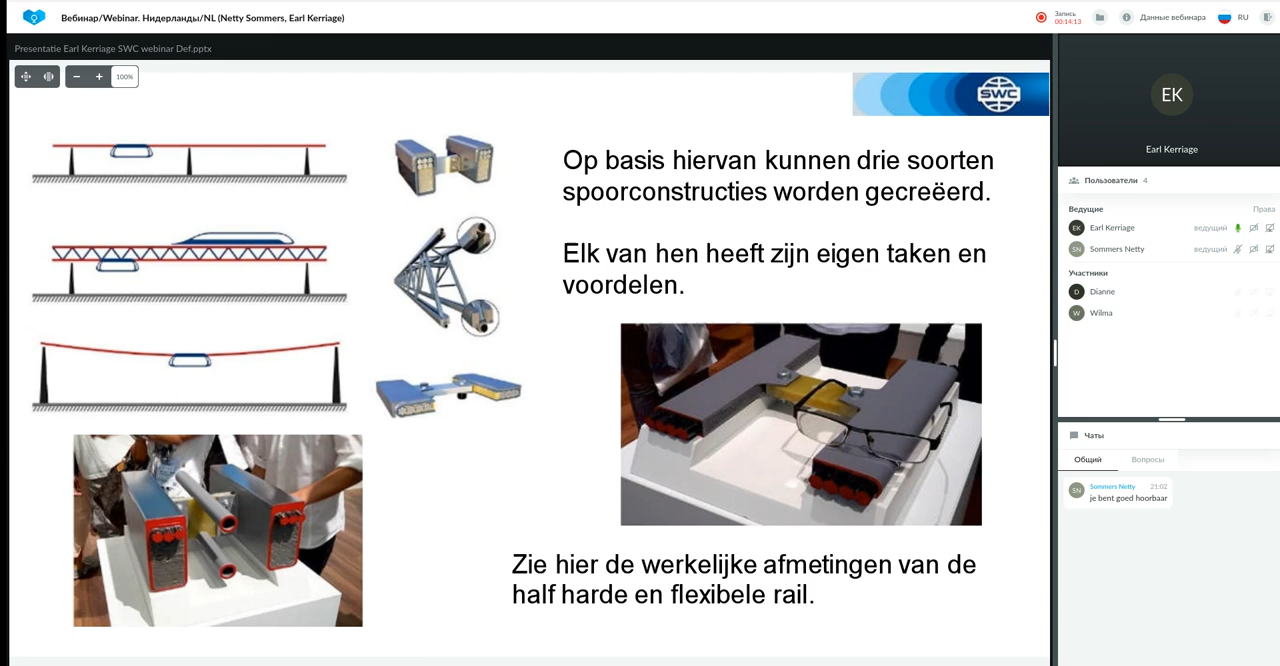 Вебинар/Webinar. Нидерланды/NL (Netty Sommers, Earl Kerriage)
Запись
00:14:13
Данные вебинара
RU
Presentatie Earl Kerriage SWC webinar Def.pptx
100%
SWC
Op basis hiervan kunnen drie soorten
spoorconstructies worden gecreëerd.
Elk van hen heeft zijn eigen taken en
voordelen.
Zie hier de werkelijke afmetingen van de
half harde en flexibele rail.
EK
Earl Kerriage
Пользователи 4
Ведущие Права
EK Earl Kerriage ведущий
SN Sommers Netty ведущий
Участники
D Dianne
W Wilma
Чаты
Общий Вопросы
SN Sommers Netty 21:02
je bent goed hoorbaar